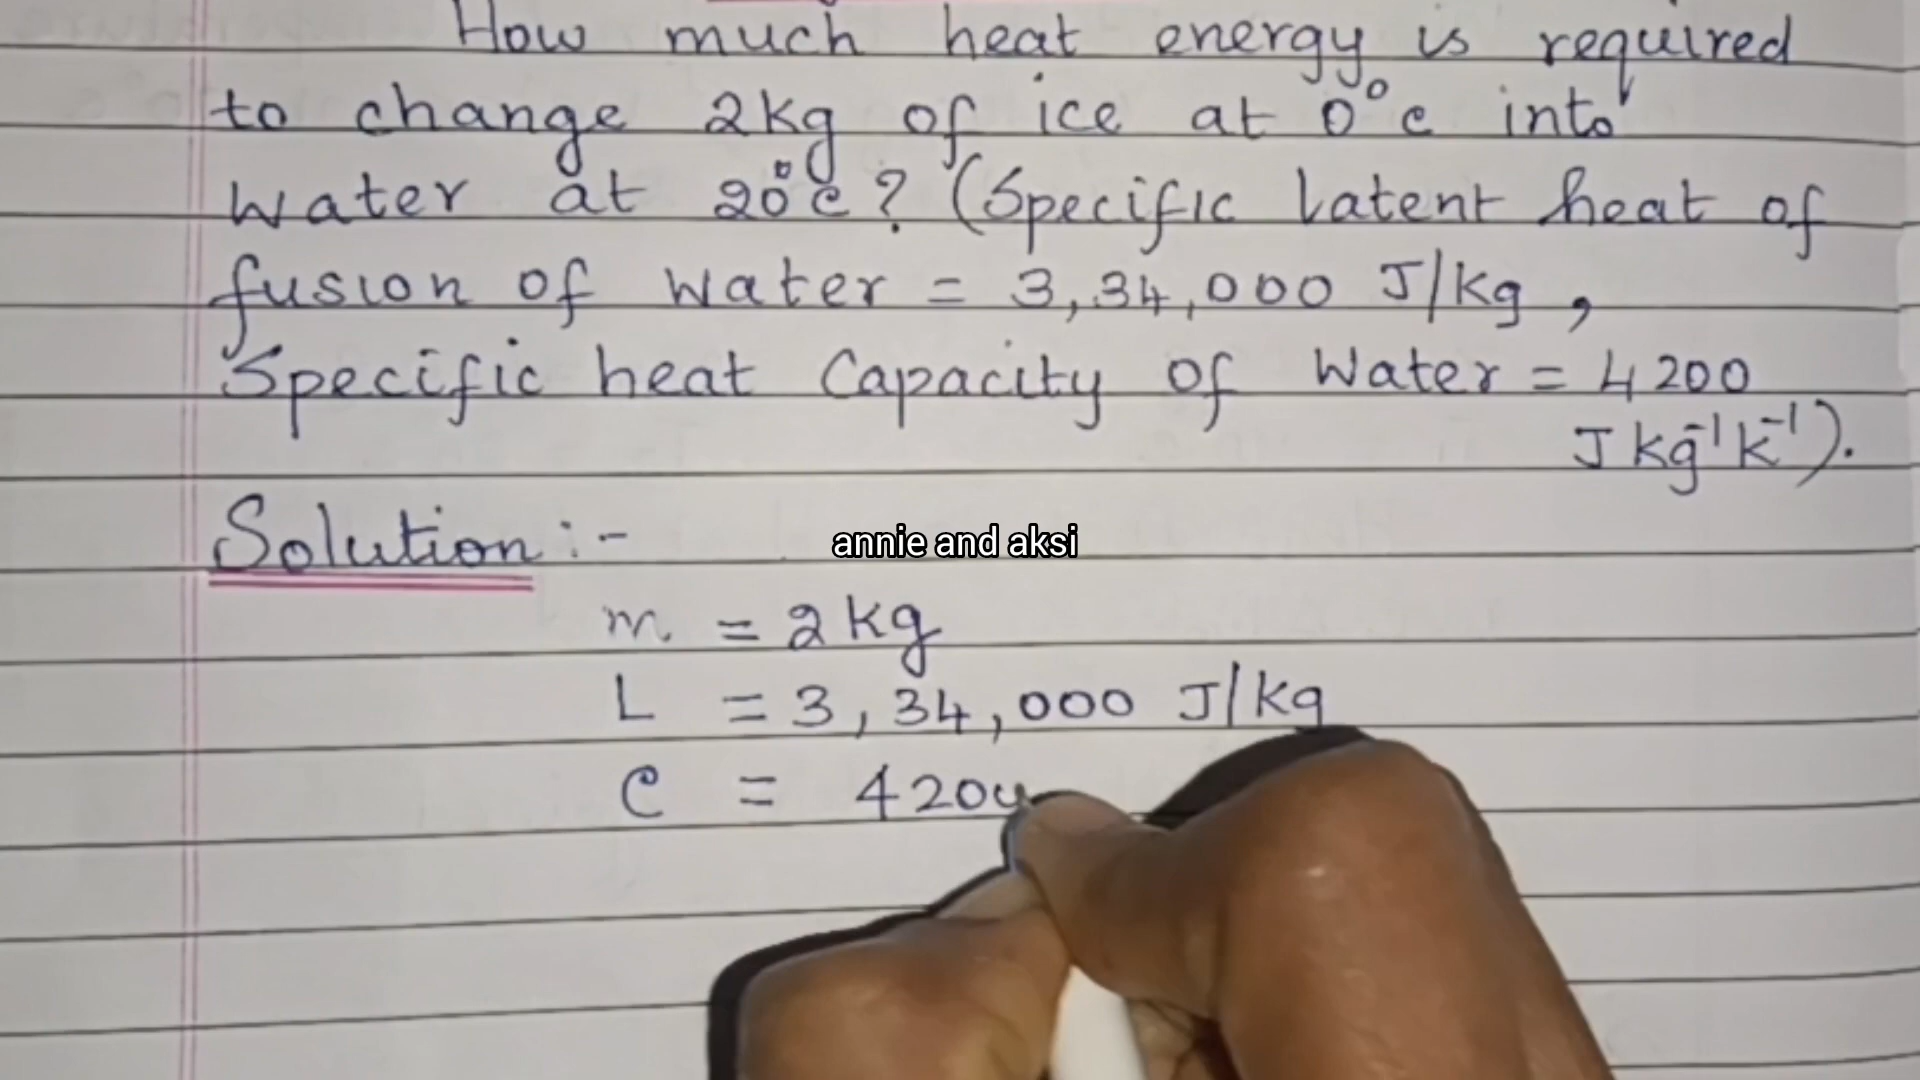 How much heat energy is required
to change 2kg of ice at 0°c into
water at 20°c? (Specific latent heat of
fusion of water = 3,34,000 J/kg ,
Specific heat Capacity of Water = 4200
J kg⁻¹ k⁻¹).
Solution :-
annie and aksi
m = 2 kg
L = 3,34,000 J/kg
C = 420